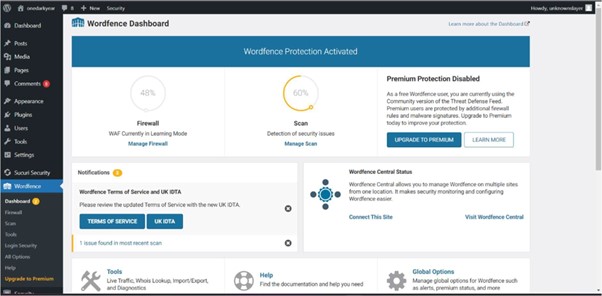 onedarkyear
8
0
New
Security
Howdy, unknownslayer
Dashboard
Posts
Media
Pages
Comments
Appearance
Plugins
Users
Tools
Settings
Sucuri Security
Wordfence
Dashboard
Firewall
Scan
Tools
Login Security
All Options
Help
Upgrade to Premium
Wordfence Dashboard
Learn more about the Dashboard
Wordfence Protection Activated
48%
Firewall
WAF Currently in Learning Mode
Manage Firewall
60%
Scan
Detection of security issues
Manage Scan
Premium Protection Disabled
As a free Wordfence user, you are currently using the
Community version of the Threat Defense Feed.
Premium users are protected by additional firewall
rules and malware signatures. Upgrade to Premium
today to improve your protection.
UPGRADE TO PREMIUM
LEARN MORE
Notifications 2
Wordfence Terms of Service and UK IDTA
Please review the updated Terms of Service with the new UK IDTA.
TERMS OF SERVICE
UK IDTA
1 issue found in most recent scan
Wordfence Central Status
Wordfence Central allows you to manage Wordfence on multiple sites
from one location. It makes security monitoring and configuring
Wordfence easier.
Connect This Site
Visit Wordfence Central
Tools
Live Traffic, Whois Lookup, Import/Export,
and Diagnostics
Help
Find the documentation and help you need
Global Options
Manage global options for Wordfence such
as alerts, premium status, and more